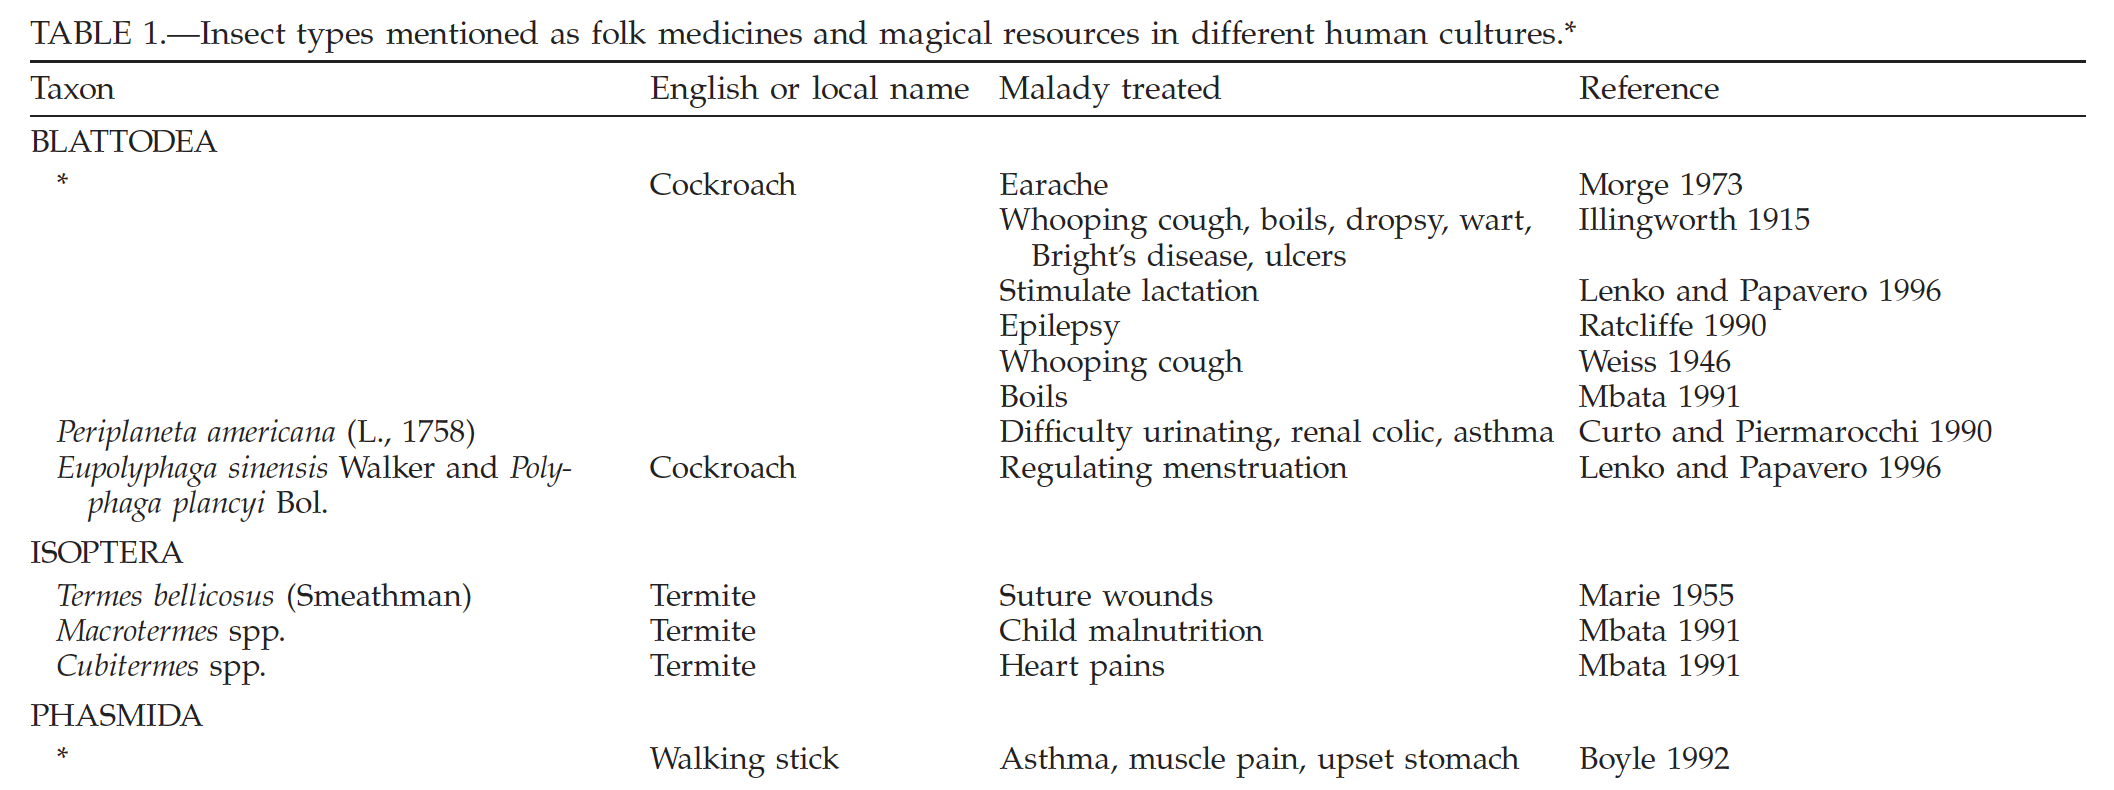 TABLE 1.—Insect types mentioned as folk medicines and magical resources in different human cultures.*
Taxon English or local name Malady treated Reference
BLATTODEA
* Cockroach Earache Morge 1973
Whooping cough, boils, dropsy, wart, Illingworth 1915
Bright's disease, ulcers
Stimulate lactation Lenko and Papavero 1996
Epilepsy Ratcliffe 1990
Whooping cough Weiss 1946
Boils Mbata 1991
Periplaneta americana (L., 1758) Difficulty urinating, renal colic, asthma Curto and Piermarocchi 1990
Eupolyphaga sinensis Walker and Poly- Cockroach Regulating menstruation Lenko and Papavero 1996
phaga plancyi Bol.
ISOPTERA
Termes bellicosus (Smeathman) Termite Suture wounds Marie 1955
Macrotermes spp. Termite Child malnutrition Mbata 1991
Cubitermes spp. Termite Heart pains Mbata 1991
PHASMIDA
* Walking stick Asthma, muscle pain, upset stomach Boyle 1992